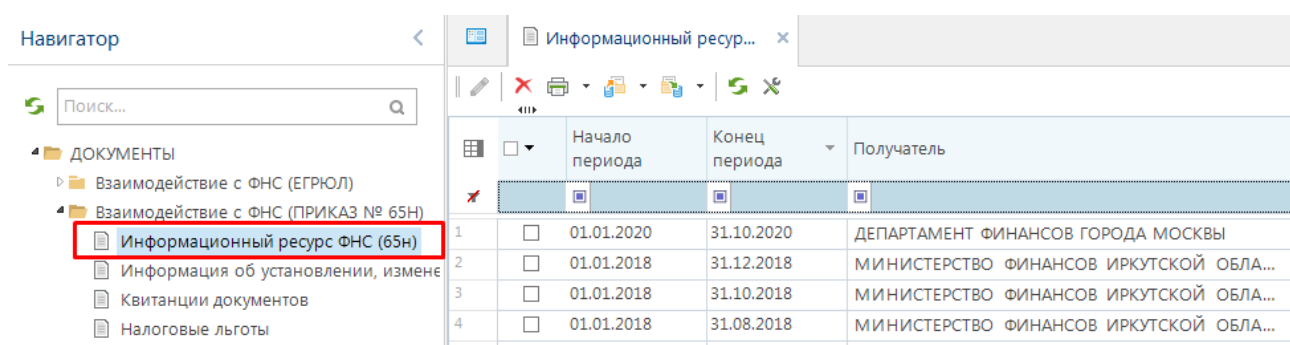 Навигатор
Информационный ресур...
Поиск...
ДОКУМЕНТЫ
Взаимодействие с ФНС (ЕГРЮЛ)
Взаимодействие с ФНС (ПРИКАЗ № 65Н)
Информационный ресурс ФНС (65н)
Информация об установлении, измене
Квитанции документов
Налоговые льготы
Начало периода
Конец периода
Получатель
1 01.01.2020 31.10.2020 ДЕПАРТАМЕНТ ФИНАНСОВ ГОРОДА МОСКВЫ
2 01.01.2018 31.12.2018 МИНИСТЕРСТВО ФИНАНСОВ ИРКУТСКОЙ ОБЛА...
3 01.01.2018 31.10.2018 МИНИСТЕРСТВО ФИНАНСОВ ИРКУТСКОЙ ОБЛА...
4 01.01.2018 31.08.2018 МИНИСТЕРСТВО ФИНАНСОВ ИРКУТСКОЙ ОБЛА...